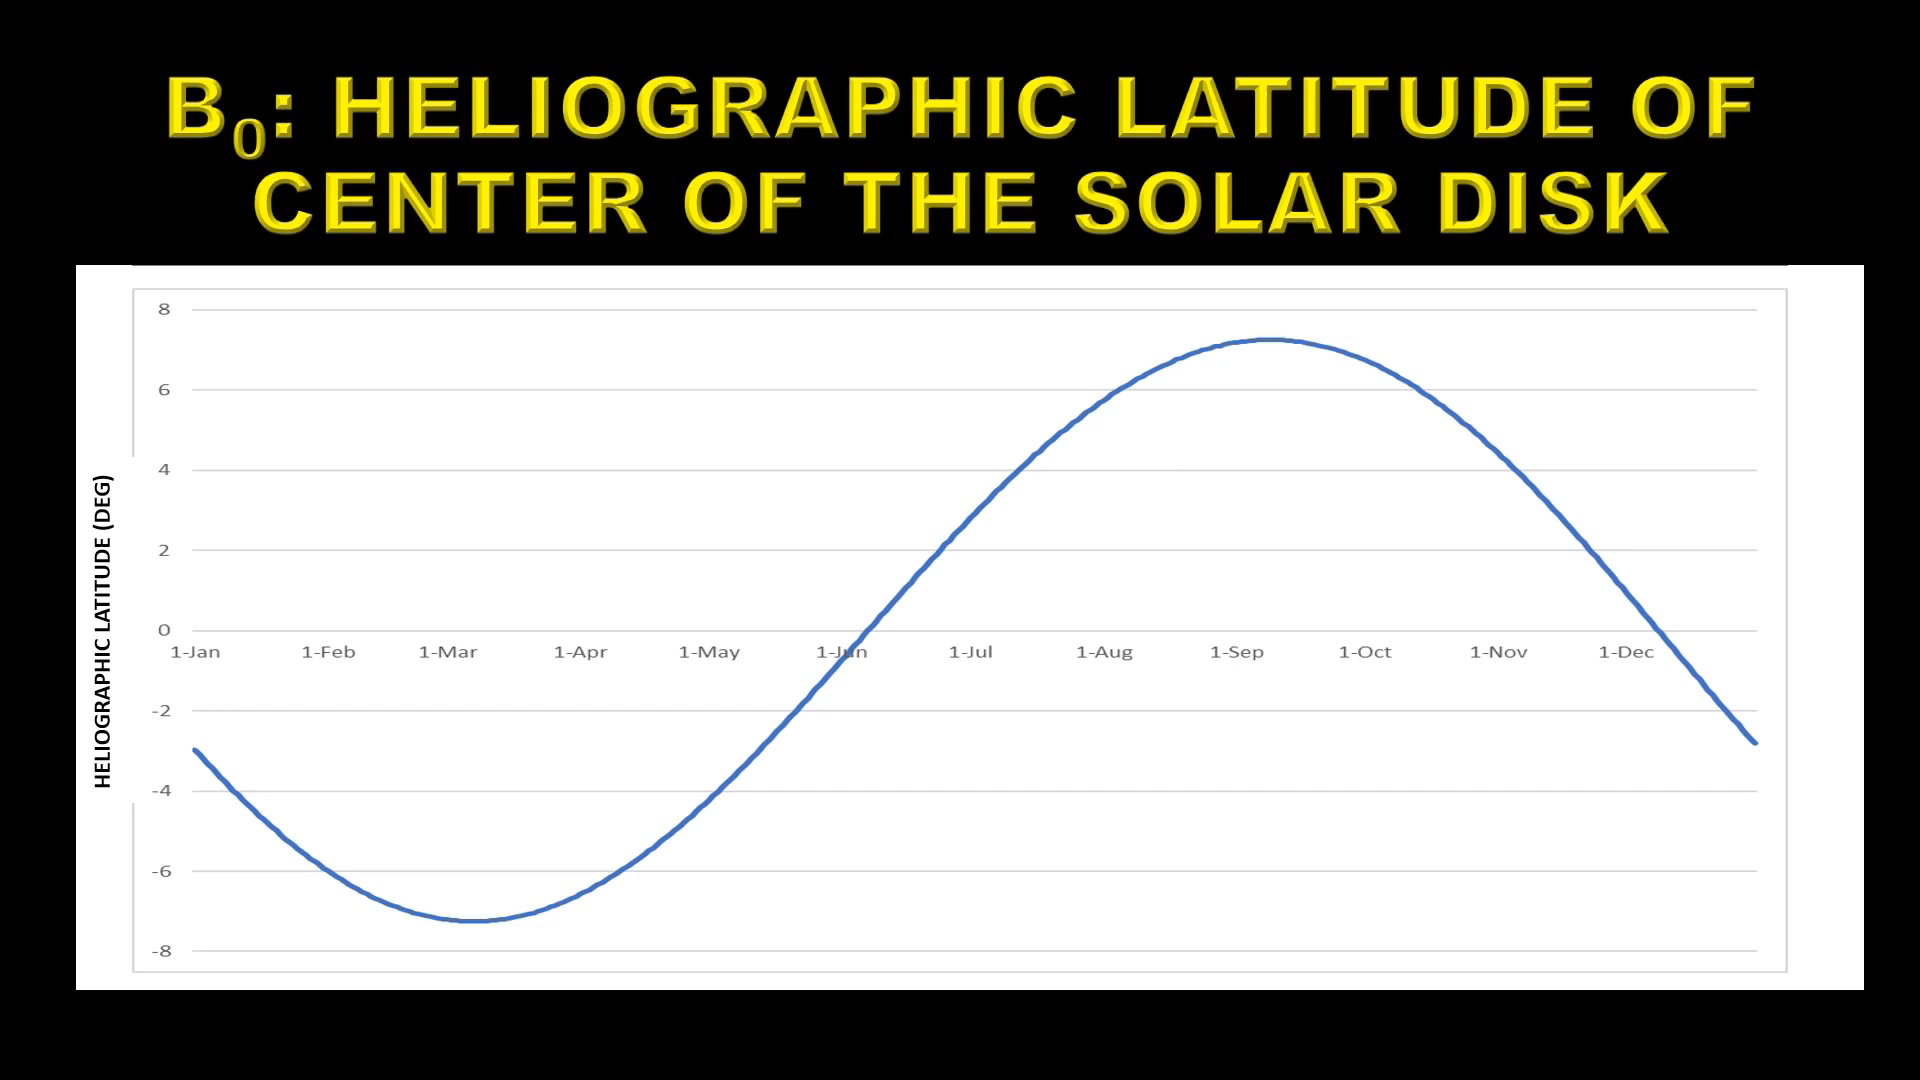 B₀: HELIOGRAPHIC LATITUDE OF
CENTER OF THE SOLAR DISK
HELIOGRAPHIC LATITUDE (DEG)
8
6
4
2
0
1-Jan 1-Feb 1-Mar 1-Apr 1-May 1-Jun 1-Jul 1-Aug 1-Sep 1-Oct 1-Nov 1-Dec
-2
-4
-6
-8